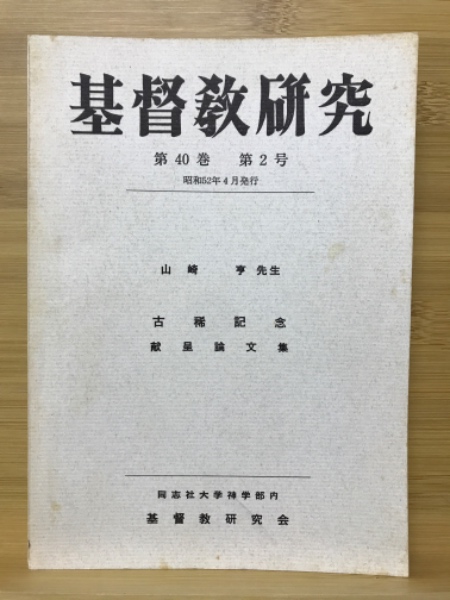 基督教研究
第40巻 第2号
昭和52年4月発行
山崎 亨先生
古稀記念
献呈論文集
同志社大学神学部内
基督教研究会